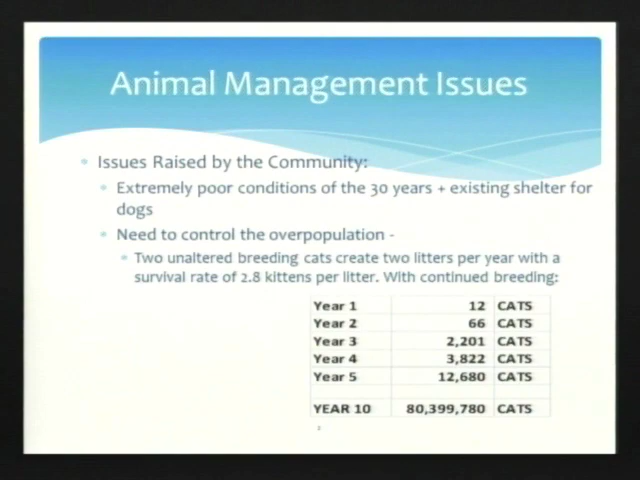 Animal Management Issues
Issues Raised by the Community:
Extremely poor conditions of the 30 years + existing shelter for
dogs
Need to control the overpopulation -
Two unaltered breeding cats create two litters per year with a
survival rate of 2.8 kittens per litter. With continued breeding:
Year 1 12 CATS
Year 2 66 CATS
Year 3 2,201 CATS
Year 4 3,822 CATS
Year 5 12,680 CATS
YEAR 10 80,399,780 CATS
2